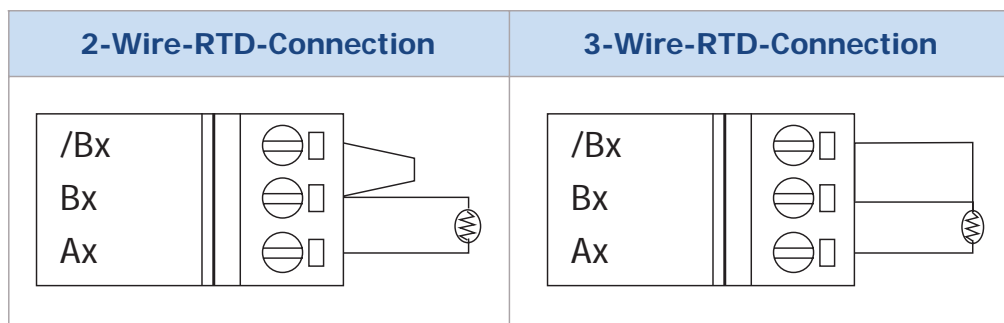 2-Wire-RTD-Connection
3-Wire-RTD-Connection
/Bx
Bx
Ax
/Bx
Bx
Ax